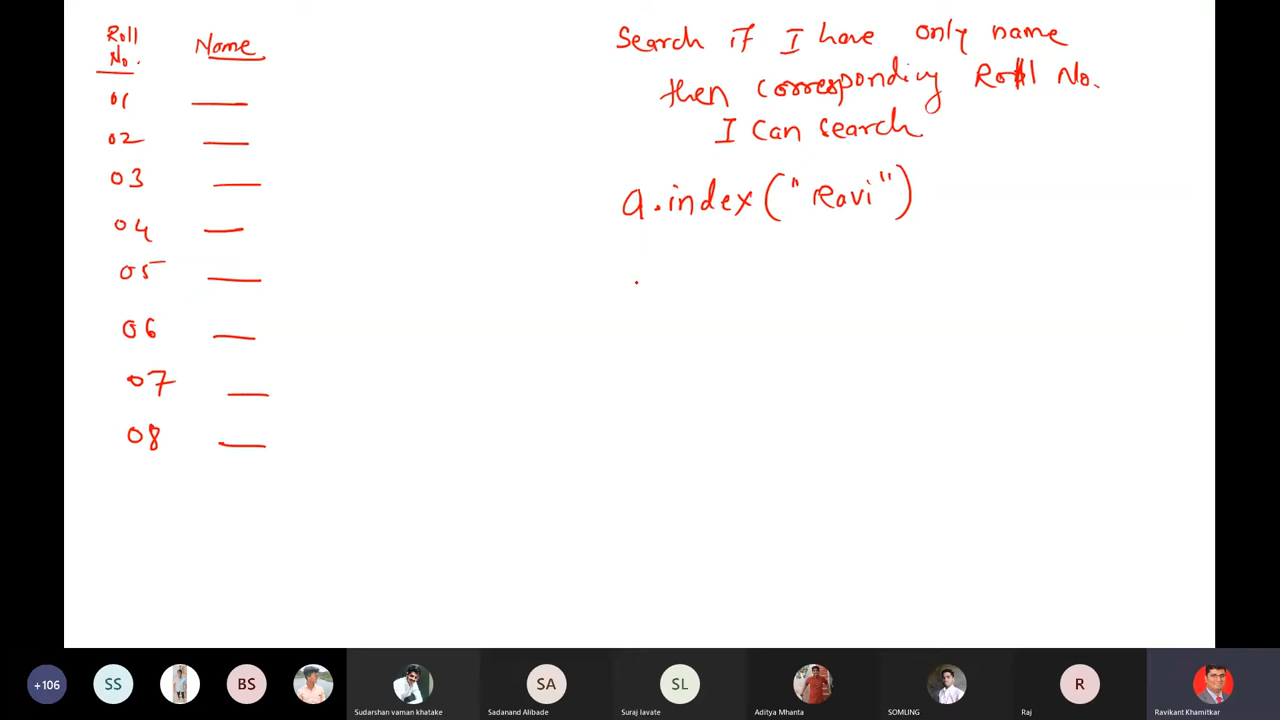 Roll
No.
Name
01
02
03
04
05
06
07
08
Search if I have only name
then corresponding Roll No.
I can search
a.index("Ravi")
+106
SS
BS
SA
SL
R
Sudarshan vaman khatake
Sadanand Alibade
Suraj lavate
Aditya Mhanta
SOMLING
Raj
Ravikant Khamitkar